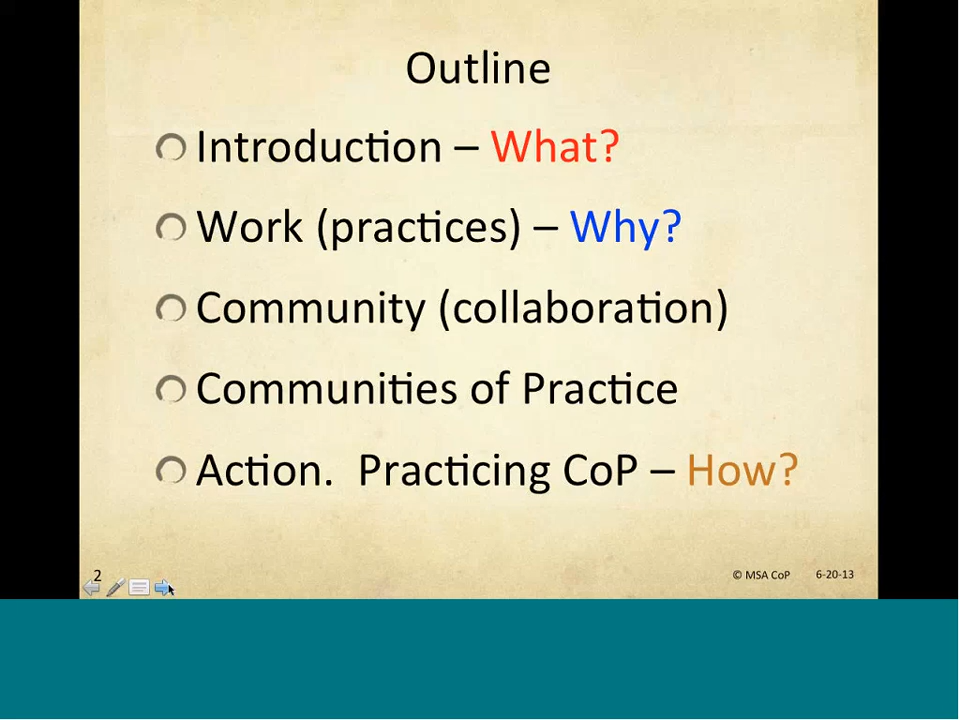 Outline
Introduction – What?
Work (practices) – Why?
Community (collaboration)
Communities of Practice
Action.  Practicing CoP – How?
2
© MSA CoP 6-20-13